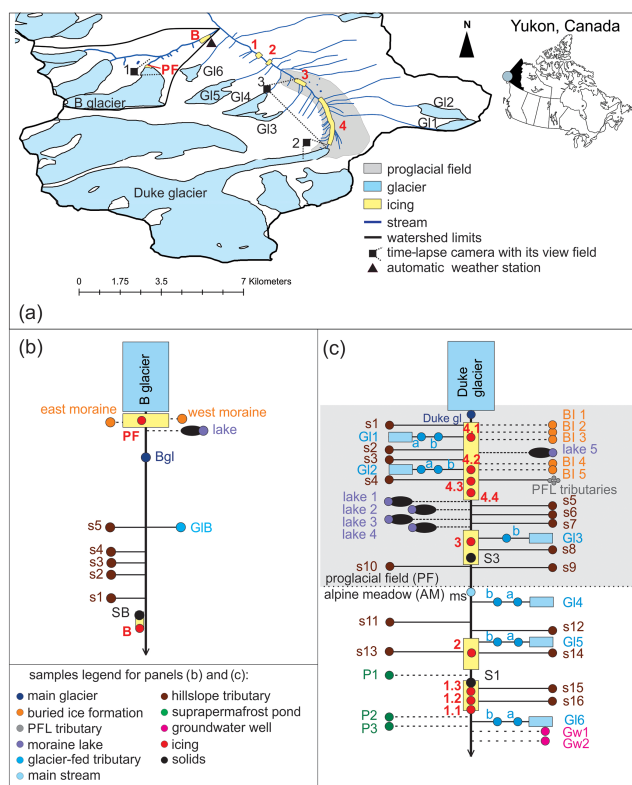 Yukon, Canada
N
B
1
PF
B glacier
Gl6
Gl5
Gl4
Gl3
1
2
3
3
4
2
Gl2
Gl1
Duke glacier
proglacial field
glacier
icing
stream
watershed limits
time-lapse camera with its view field
automatic weather station
0 1.75 3.5 7 Kilometers
(a)
(b)
B glacier
east moraine
west moraine
PF
lake
Bgl
s5
GlB
s4
s3
s2
s1
SB
B
(c)
Duke glacier
Duke gl
s1
4.1
BI 1
BI 2
BI 3
Gl1
a b
s2
lake 5
s3
4.2
BI 4
Gl2
a b
BI 5
s4
4.3
PFL tributaries
4.4
lake 1
s5
lake 2
s6
lake 3
s7
lake 4
3
b
Gl3
s8
S3
s10
s9
proglacial field (PF)
alpine meadow (AM)
ms
b a
Gl4
s11
s12
2
b a
Gl5
s13
s14
P1
S1
1.3
s15
1.2
s16
1.1
P2
b a
Gl6
P3
Gw1
Gw2
samples legend for panels (b) and (c):
main glacier
hillslope tributary
buried ice formation
suprapermafrost pond
PFL tributary
groundwater well
moraine lake
icing
glacier-fed tributary
solids
main stream